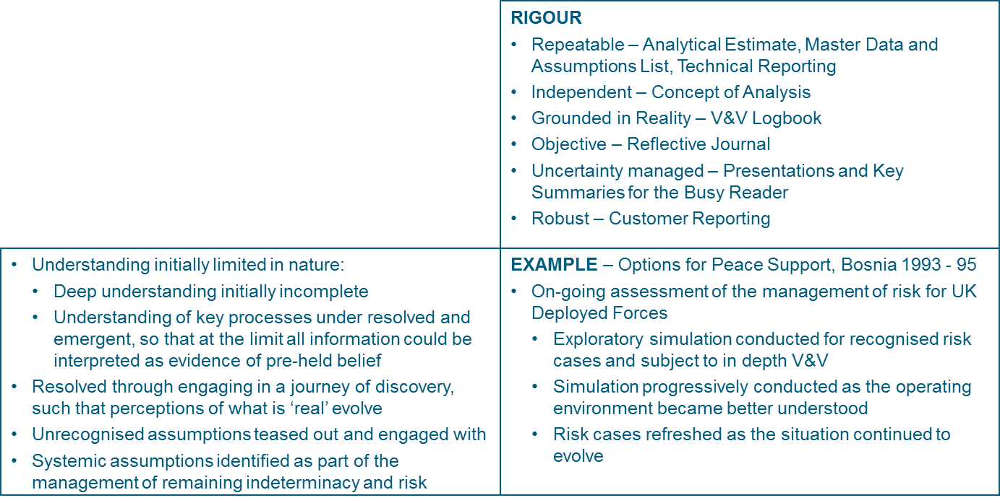 RIGOUR
• Repeatable – Analytical Estimate, Master Data and
Assumptions List, Technical Reporting
• Independent – Concept of Analysis
• Grounded in Reality – V&V Logbook
• Objective – Reflective Journal
• Uncertainty managed – Presentations and Key
Summaries for the Busy Reader
• Robust – Customer Reporting
• Understanding initially limited in nature:
• Deep understanding initially incomplete
• Understanding of key processes under resolved and
emergent, so that at the limit all information could be
interpreted as evidence of pre-held belief
• Resolved through engaging in a journey of discovery,
such that perceptions of what is ‘real’ evolve
• Unrecognised assumptions teased out and engaged with
• Systemic assumptions identified as part of the
management of remaining indeterminacy and risk
EXAMPLE – Options for Peace Support, Bosnia 1993 - 95
• On-going assessment of the management of risk for UK
Deployed Forces
• Exploratory simulation conducted for recognised risk
cases and subject to in depth V&V
• Simulation progressively conducted as the operating
environment became better understood
• Risk cases refreshed as the situation continued to
evolve